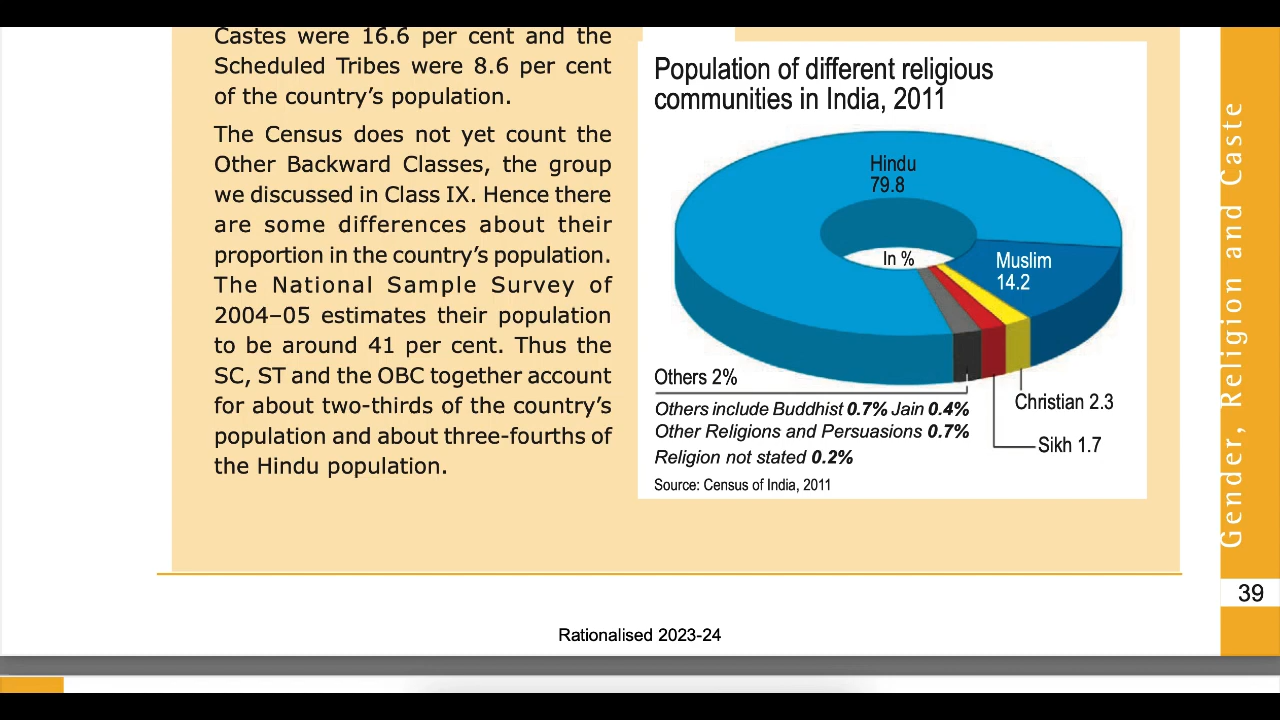 Castes were 16.6 per cent and the
Scheduled Tribes were 8.6 per cent
of the country’s population.
The Census does not yet count the
Other Backward Classes, the group
we discussed in Class IX. Hence there
are some differences about their
proportion in the country’s population.
The National Sample Survey of
2004–05 estimates their population
to be around 41 per cent. Thus the
SC, ST and the OBC together account
for about two-thirds of the country’s
population and about three-fourths of
the Hindu population.
Population of different religious
communities in India, 2011
Hindu
79.8
In %
Muslim
14.2
Others 2%
Christian 2.3
Others include Buddhist 0.7% Jain 0.4%
Other Religions and Persuasions 0.7%
Sikh 1.7
Religion not stated 0.2%
Source: Census of India, 2011
Gender, Religion and Caste
39
Rationalised 2023-24